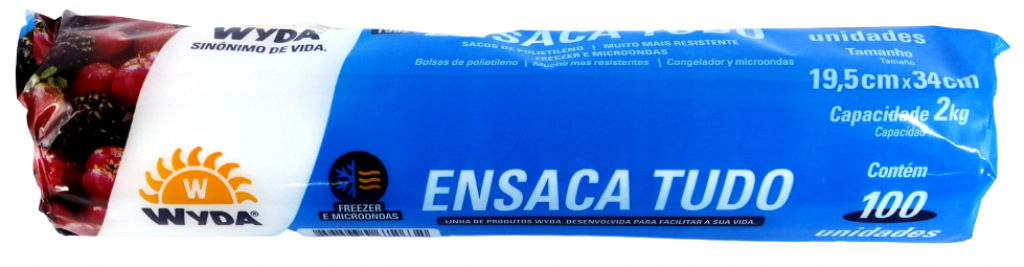 WYDA
SINÔNIMO DE VIDA.
ENSACA TUDO
SACOS DE POLIETILENO | MUITO MAIS RESISTENTE
FREEZER E MICROONDAS
Bolsas de polietileno | Mucho mas resistentes | Congelador y microondas
unidades
Tamanho
Tamaño
19,5cm x 34cm
Capacidade 2kg
Capacidad
W
WYDA®
FREEZER
E MICROONDAS
ENSACA TUDO
LINHA DE PRODUTOS WYDA. DESENVOLVIDA PARA FACILITAR A SUA VIDA.
Contém
100
unidades